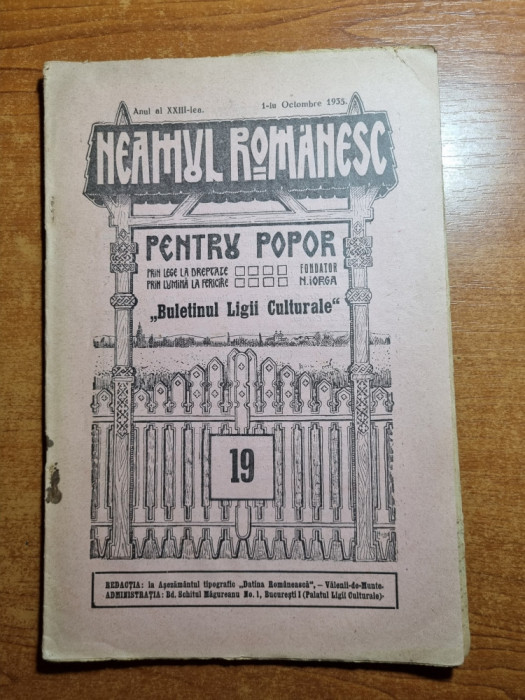 Anul al XXIII-lea. 1-iu Octombre 1935.
NEAMUL ROMĂNESC
PENTRU POPOR
PRIN LEGE LA DREPTATE FONDATOR
PRIN LUMINĂ LA FERICIRE N. IORGA
„Buletinul Ligii Culturale“
19
REDACȚIA: la Așezământul tipografic „Datina Românească“, – Vălenii-de-Munte.
ADMINISTRAȚIA: Bd. Schitul Măgureanu No. 1, București I (Palatul Ligii Culturale).